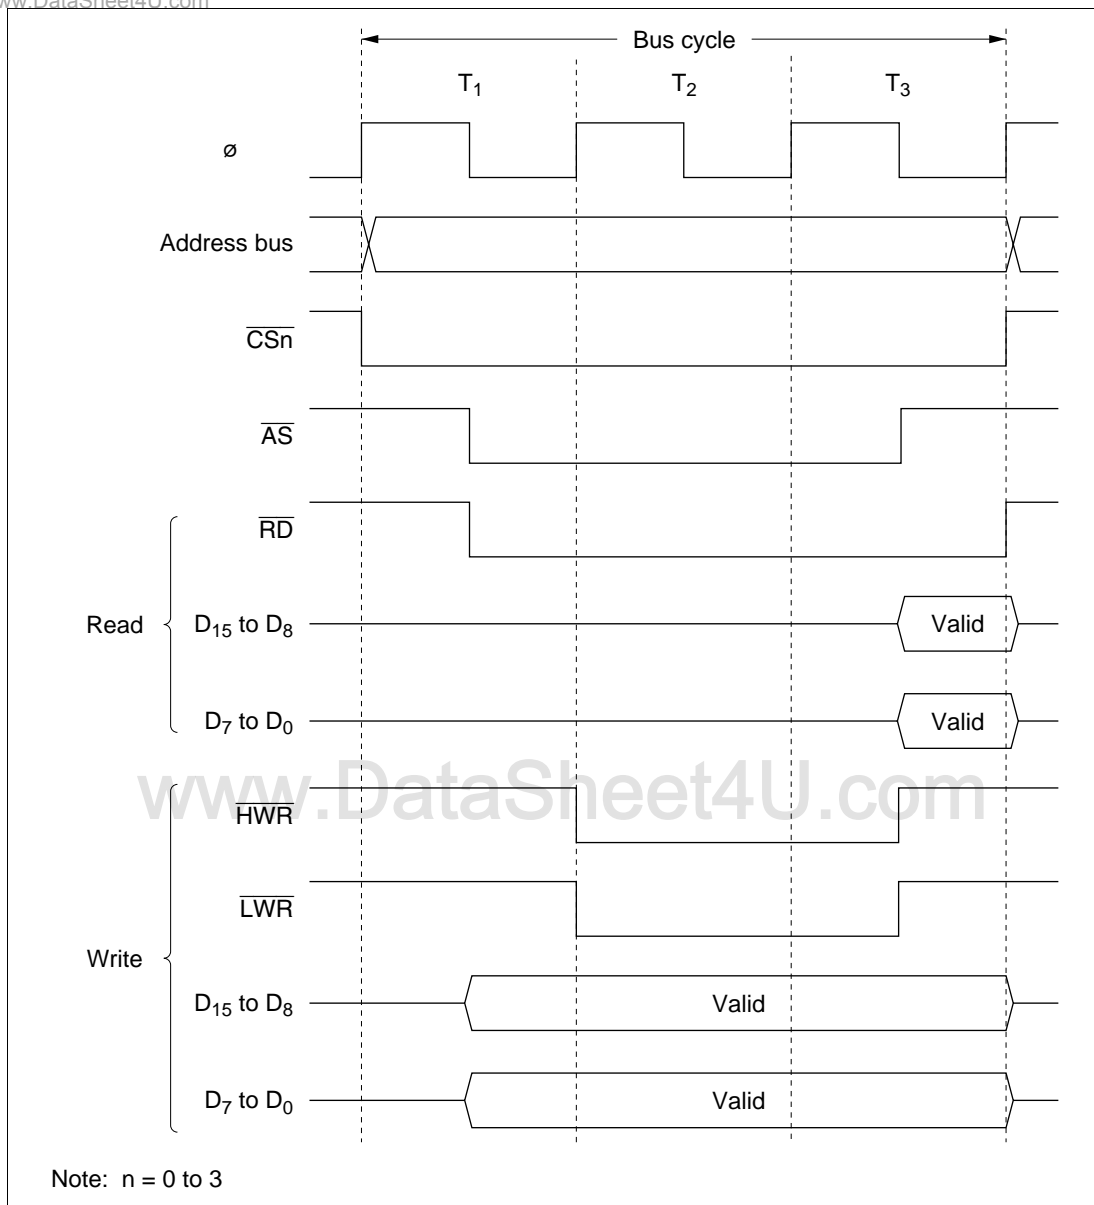 ww.DataSheet4U.com
Bus cycle
T1 T2 T3
ø
Address bus
CSn
AS
RD
Read
D15 to D8 Valid
D7 to D0 Valid
www.DataSheet4U.com
HWR
LWR
Write
D15 to D8 Valid
D7 to D0 Valid
Note: n = 0 to 3